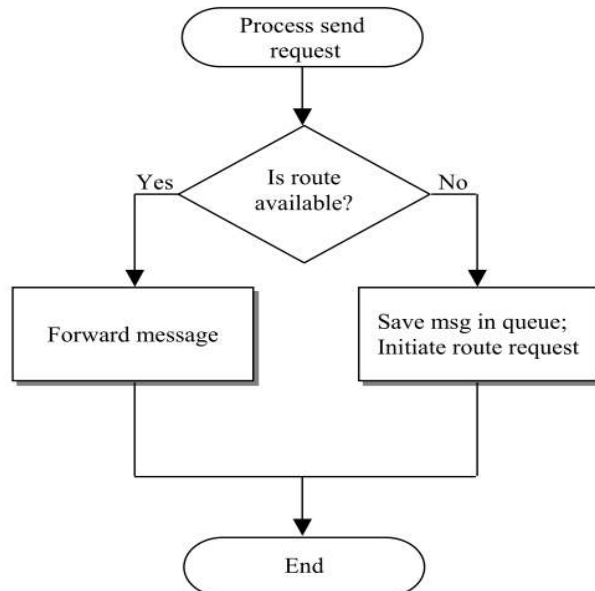 Process send
request
Is route
available?
Yes
No
Forward message
Save msg in queue;
Initiate route request
End